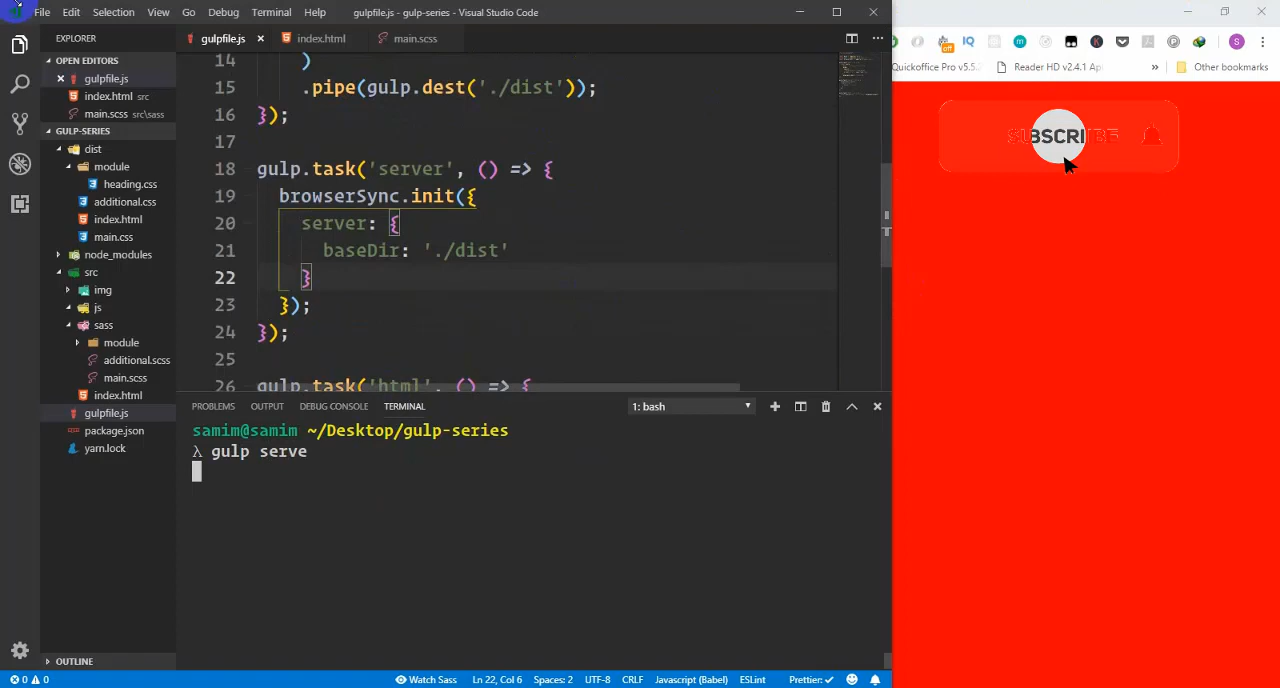 File Edit Selection View Go Debug Terminal Help gulpfile.js - gulp-series - Visual Studio Code
EXPLORER
OPEN EDITORS
gulpfile.js
index.html src
main.css src\sass
GULP-SERIES
dist
module
heading.css
additional.css
index.html
main.css
node_modules
src
img
js
sass
module
additional.scss
main.scss
index.html
gulpfile.js
package.json
yarn.lock
OUTLINE
gulpfile.js index.html main.css
14 )
15 .pipe(gulp.dest('./dist'));
16 });
17
18 gulp.task('server', () => {
19 browserSync.init({
20 server: {
21 baseDir: './dist'
22 }
23 });
24 });
25
26 gulp.task('html', () => {
PROBLEMS OUTPUT DEBUG CONSOLE TERMINAL 1: bash
samim@samim ~/Desktop/gulp-series
λ gulp serve
0 0 Watch Sass Ln 22, Col 6 Spaces: 2 UTF-8 CRLF Javascript (Babel) ESLint Prettier: ✓
off IQ m K P S
Quickoffice Pro v5.5. Reader HD v2.4.1 Ap » Other bookmarks
SUBSCRIBE